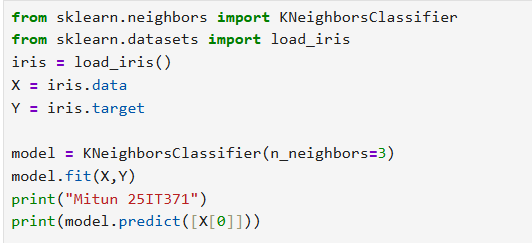 from sklearn.neighbors import KNeighborsClassifier
from sklearn.datasets import load_iris
iris = load_iris()
X = iris.data
Y = iris.target

model = KNeighborsClassifier(n_neighbors=3)
model.fit(X,Y)
print("Mitun 25IT371")
print(model.predict([X[0]]))